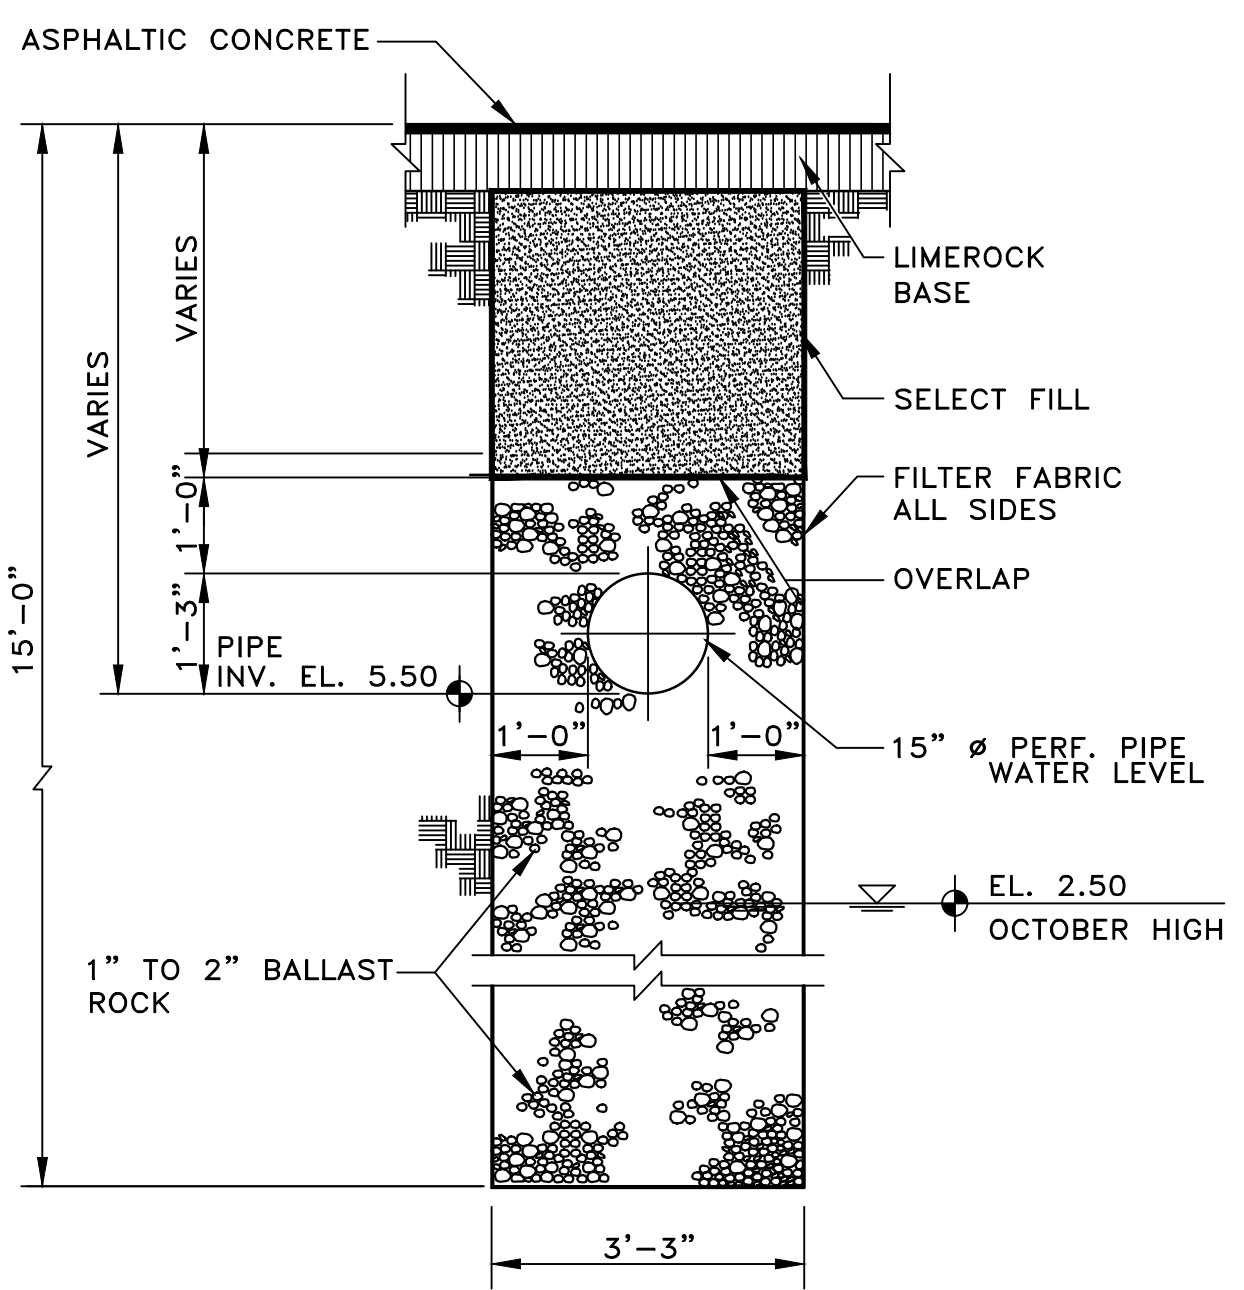 ASPHALTIC CONCRETE
VARIES
VARIES
LIMEROCK
BASE
SELECT FILL
FILTER FABRIC
ALL SIDES
1'-0"
OVERLAP
15'-0"
1'-3"
PIPE
INV. EL. 5.50
1'-0"
1'-0"
15" Ø PERF. PIPE
WATER LEVEL
EL. 2.50
OCTOBER HIGH
1" TO 2" BALLAST
ROCK
3'-3"